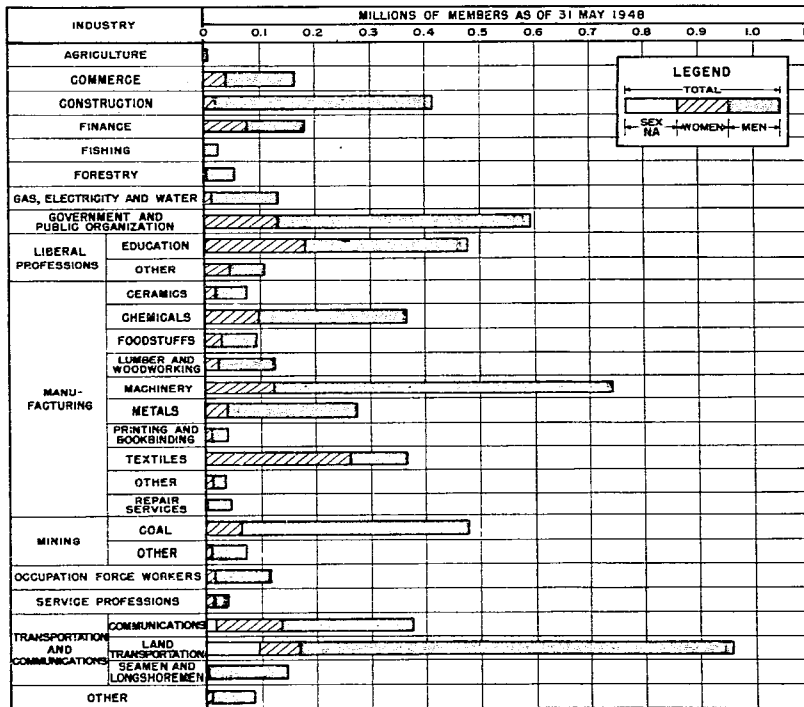 INDUSTRY
MILLIONS OF MEMBERS AS OF 31 MAY 1948
0 0.1 0.2 0.3 0.4 0.5 0.6 0.7 0.8 0.9 1.0
AGRICULTURE
COMMERCE
CONSTRUCTION
FINANCE
FISHING
FORESTRY
GAS, ELECTRICITY AND WATER
GOVERNMENT AND
PUBLIC ORGANIZATION
LIBERAL
PROFESSIONS
EDUCATION
OTHER
MANU-
FACTURING
CERAMICS
CHEMICALS
FOODSTUFFS
LUMBER AND
WOODWORKING
MACHINERY
METALS
PRINTING AND
BOOKBINDING
TEXTILES
OTHER
REPAIR
SERVICES
MINING
COAL
OTHER
OCCUPATION FORCE WORKERS
SERVICE PROFESSIONS
TRANSPORTATION
AND
COMMUNICATIONS
COMMUNICATIONS
LAND
TRANSPORTATION
SEAMEN AND
LONGSHOREMEN
OTHER
LEGEND
TOTAL
SEX
NA
WOMEN
MEN